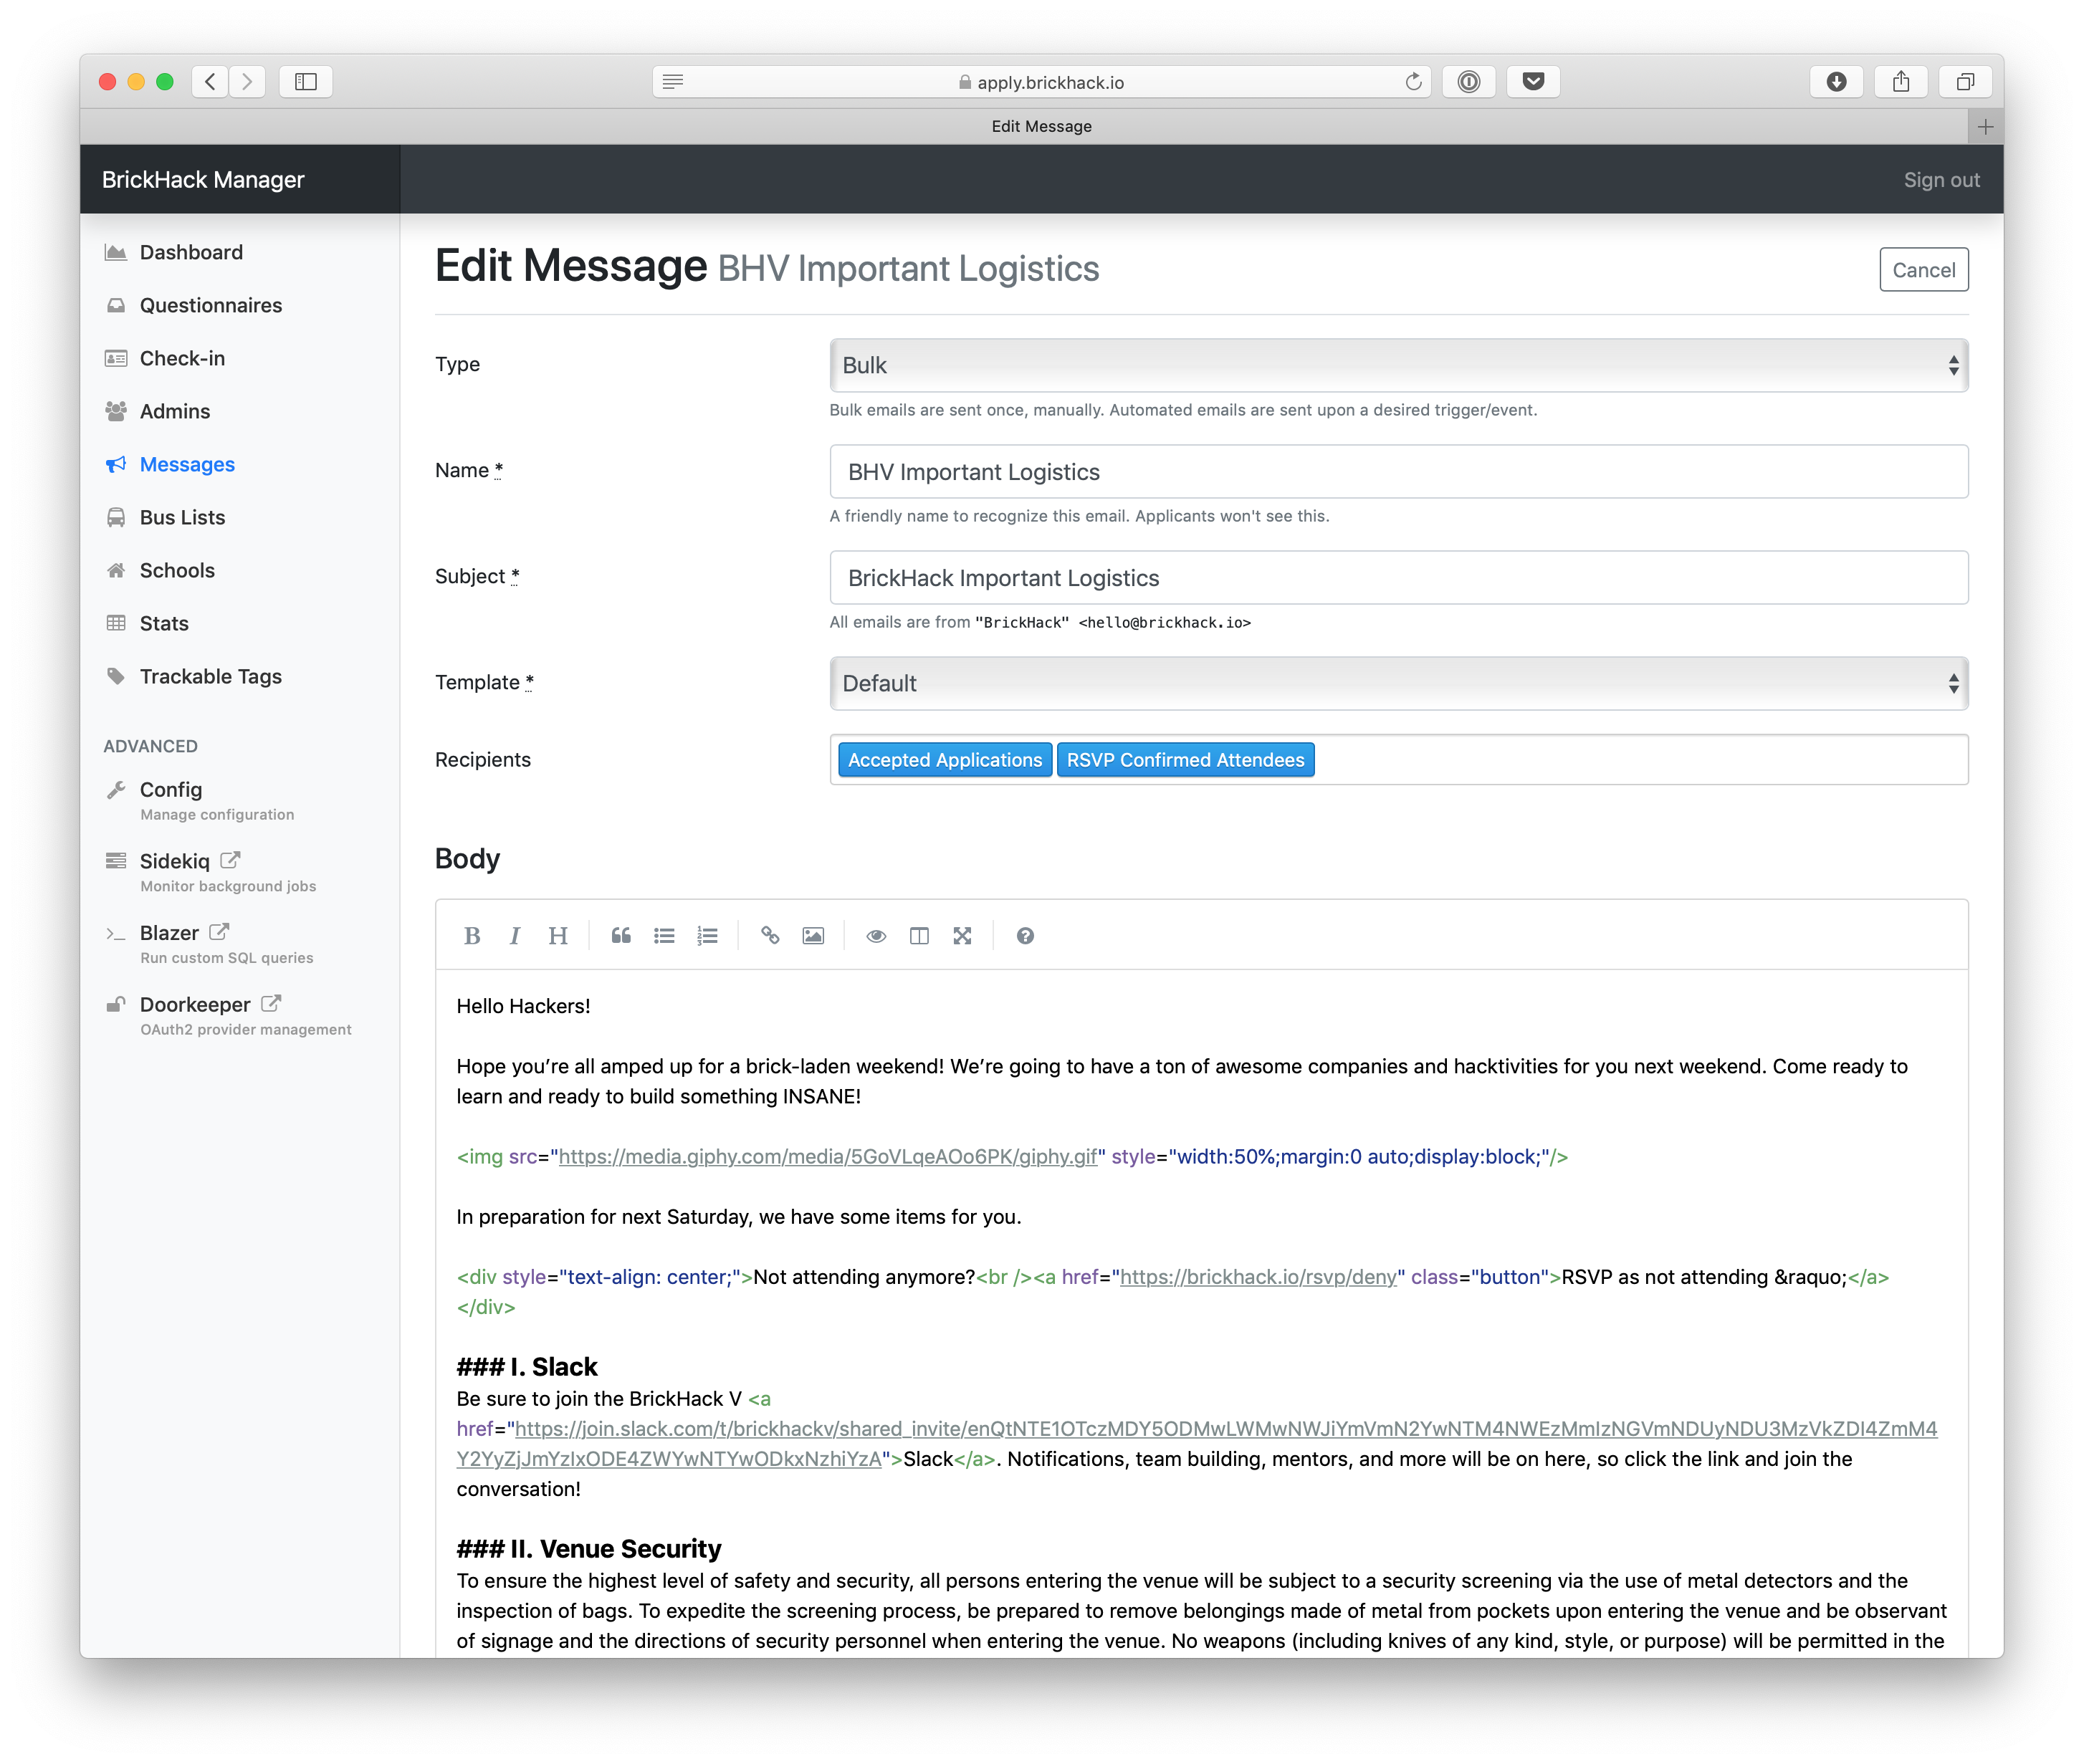 apply.brickhack.io
Edit Message
BrickHack Manager
Sign out
Dashboard
Questionnaires
Check-in
Admins
Messages
Bus Lists
Schools
Stats
Trackable Tags
ADVANCED
Config
Manage configuration
Sidekiq
Monitor background jobs
Blazer
Run custom SQL queries
Doorkeeper
OAuth2 provider management
Edit Message BHV Important Logistics
Cancel
Type
Bulk
Bulk emails are sent once, manually. Automated emails are sent upon a desired trigger/event.
Name *
BHV Important Logistics
A friendly name to recognize this email. Applicants won't see this.
Subject *
BrickHack Important Logistics
All emails are from "BrickHack" <hello@brickhack.io>
Template *
Default
Recipients
Accepted Applications RSVP Confirmed Attendees
Body
B I H
Hello Hackers!
Hope you’re all amped up for a brick-laden weekend! We’re going to have a ton of awesome companies and hacktivities for you next weekend. Come ready to
learn and ready to build something INSANE!
<img src="https://media.giphy.com/media/5GoVLqeAOo6PK/giphy.gif" style="width:50%;margin:0 auto;display:block;"/>
In preparation for next Saturday, we have some items for you.
<div style="text-align: center;">Not attending anymore?<br /><a href="https://brickhack.io/rsvp/deny" class="button">RSVP as not attending &raquo;</a>
</div>
### I. Slack
Be sure to join the BrickHack V <a
href="https://join.slack.com/t/brickhackv/shared_invite/enQtNTE1OTczMDY5ODMwLWMwNWJiYmVmN2YwNTM4NWEzMmIzNGVmNDUyNDU3MzVkZDI4ZmM4
Y2YyZjJmYzIxODE4ZWYwNTYwODkxNzhiYzA">Slack</a>. Notifications, team building, mentors, and more will be on here, so click the link and join the
conversation!
### II. Venue Security
To ensure the highest level of safety and security, all persons entering the venue will be subject to a security screening via the use of metal detectors and the
inspection of bags. To expedite the screening process, be prepared to remove belongings made of metal from pockets upon entering the venue and be observant
of signage and the directions of security personnel when entering the venue. No weapons (including knives of any kind, style, or purpose) will be permitted in the